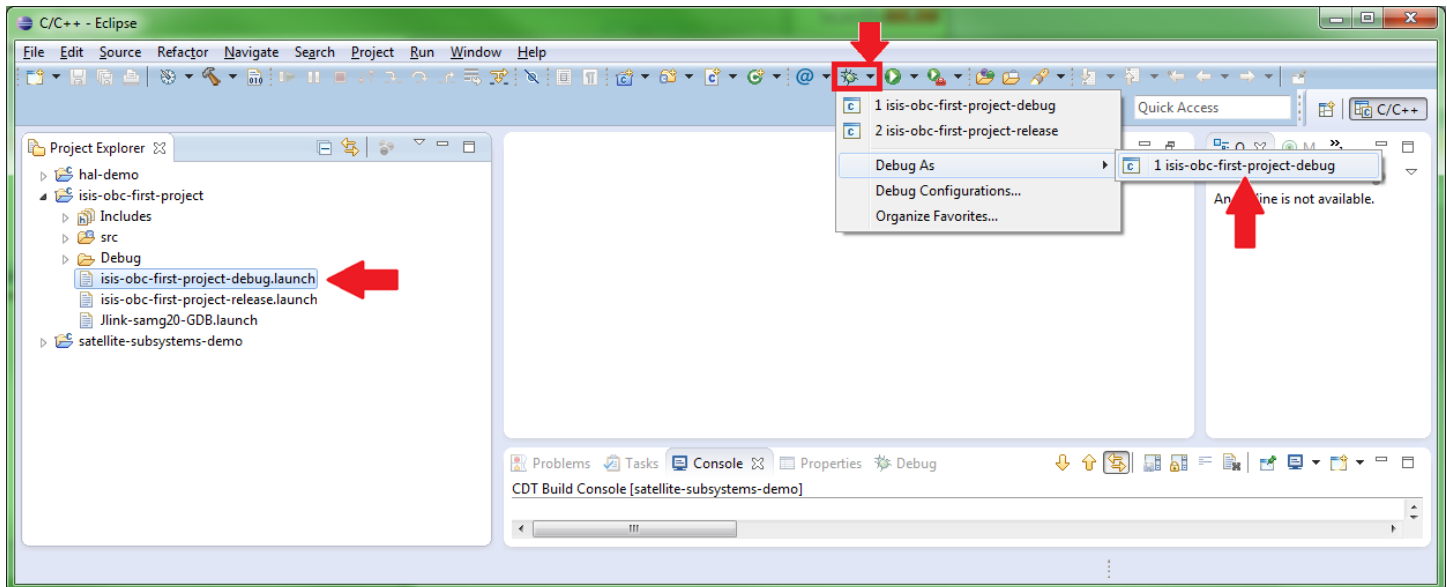 C/C++ - Eclipse
File Edit Source Refactor Navigate Search Project Run Window Help
Quick Access
C/C++
1 isis-obc-first-project-debug
2 isis-obc-first-project-release
Debug As
1 isis-obc-first-project-debug
Debug Configurations...
Organize Favorites...
Project Explorer
hal-demo
isis-obc-first-project
Includes
src
Debug
isis-obc-first-project-debug.launch
isis-obc-first-project-release.launch
Jlink-samg20-GDB.launch
satellite-subsystems-demo
is not available.
Problems Tasks Console Properties Debug
CDT Build Console [satellite-subsystems-demo]